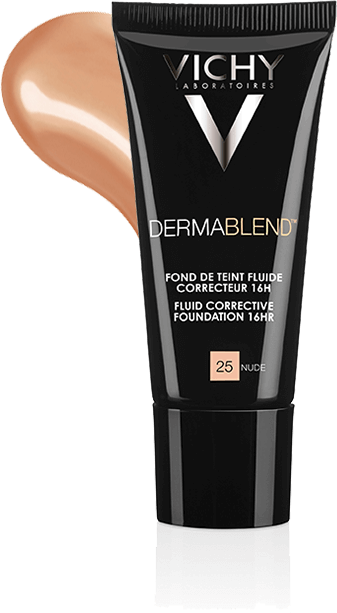 VICHY
LABORATOIRES
DERMABLEND™
FOND DE TEINT FLUIDE
CORRECTEUR 16H
FLUID CORRECTIVE
FOUNDATION 16HR
25 NUDE